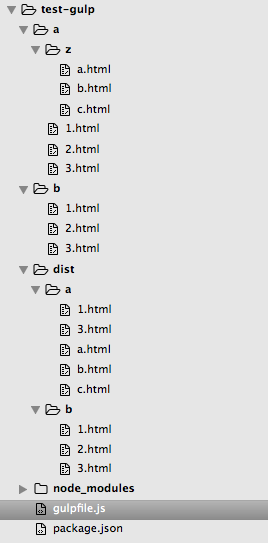 test-gulp
a
z
a.html
b.html
c.html
1.html
2.html
3.html
b
1.html
2.html
3.html
dist
a
1.html
3.html
a.html
b.html
c.html
b
1.html
2.html
3.html
node_modules
gulpfile.js
package.json